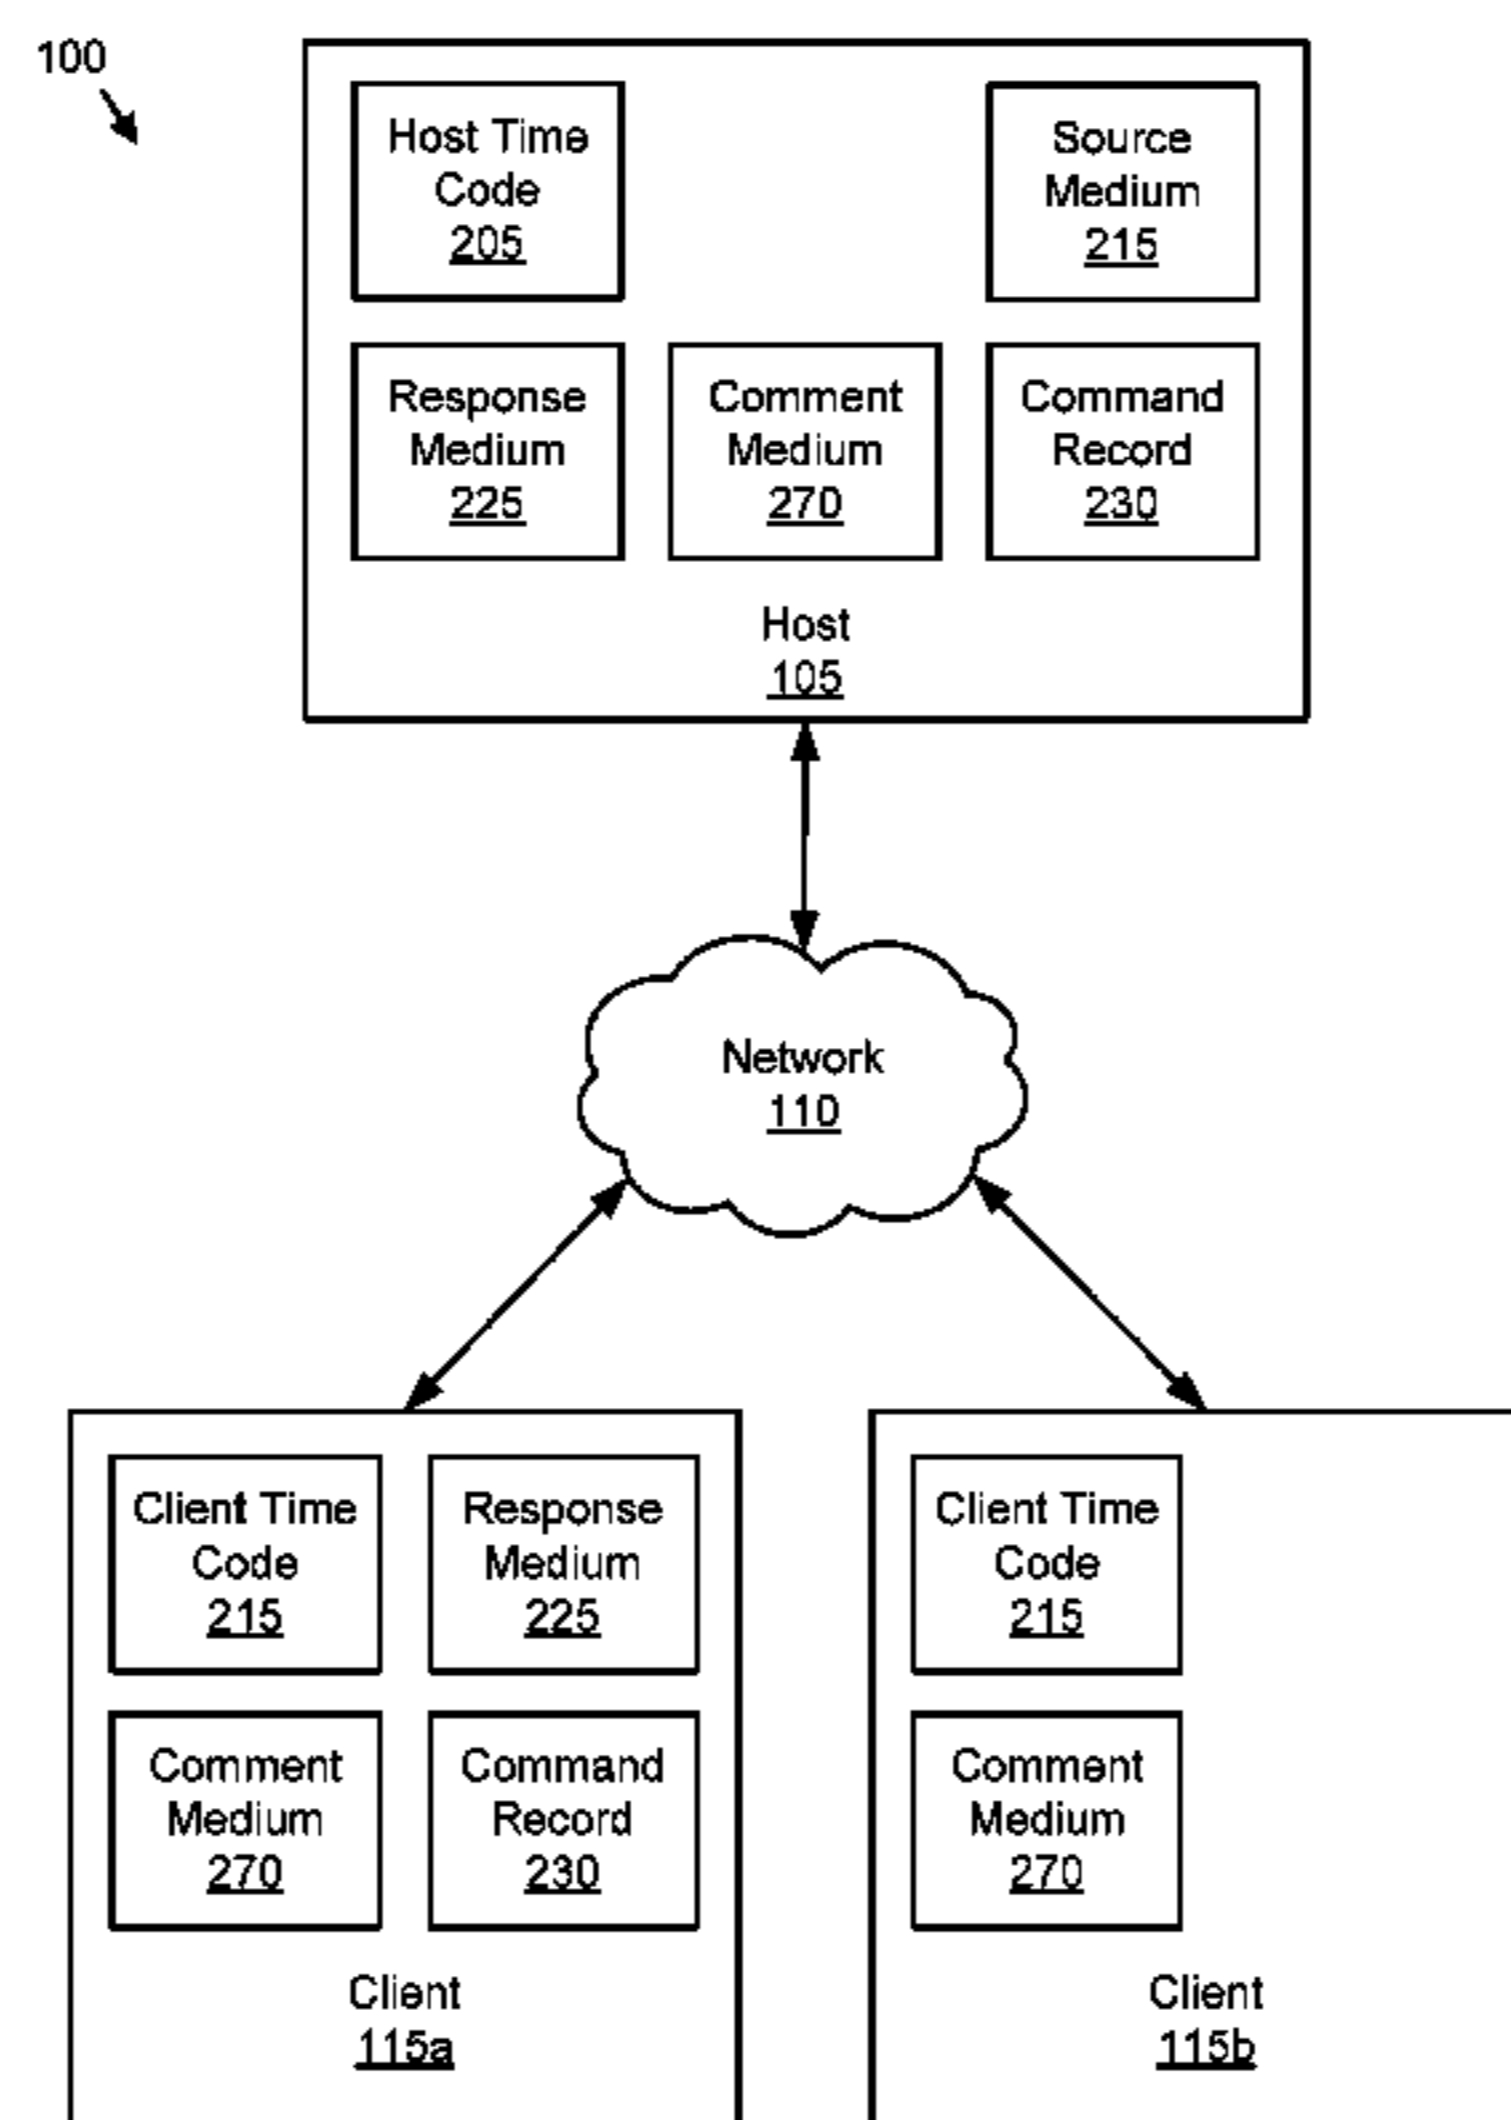 100
Host Time
Code
205
Source
Medium
215
Response
Medium
225
Comment
Medium
270
Command
Record
230
Host
105
Network
110
Client Time
Code
215
Response
Medium
225
Comment
Medium
270
Command
Record
230
Client
115a
Client Time
Code
215
Comment
Medium
270
Client
115b